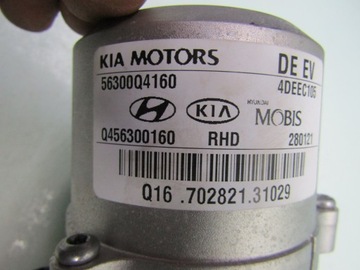 KIA MOTORS DE EV
56300Q4160 4DEEC105
KIA HYUNDAI MOBIS
Q456300160 RHD 280121
Q16 .702821.31029